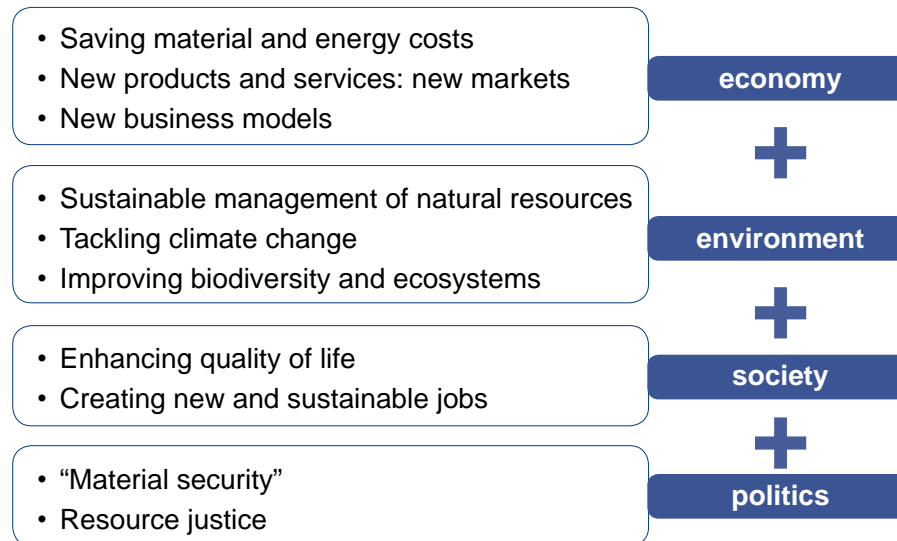 • Saving material and energy costs
• New products and services: new markets
• New business models
economy
• Sustainable management of natural resources
• Tackling climate change
• Improving biodiversity and ecosystems
environment
• Enhancing quality of life
• Creating new and sustainable jobs
society
• “Material security”
• Resource justice
politics